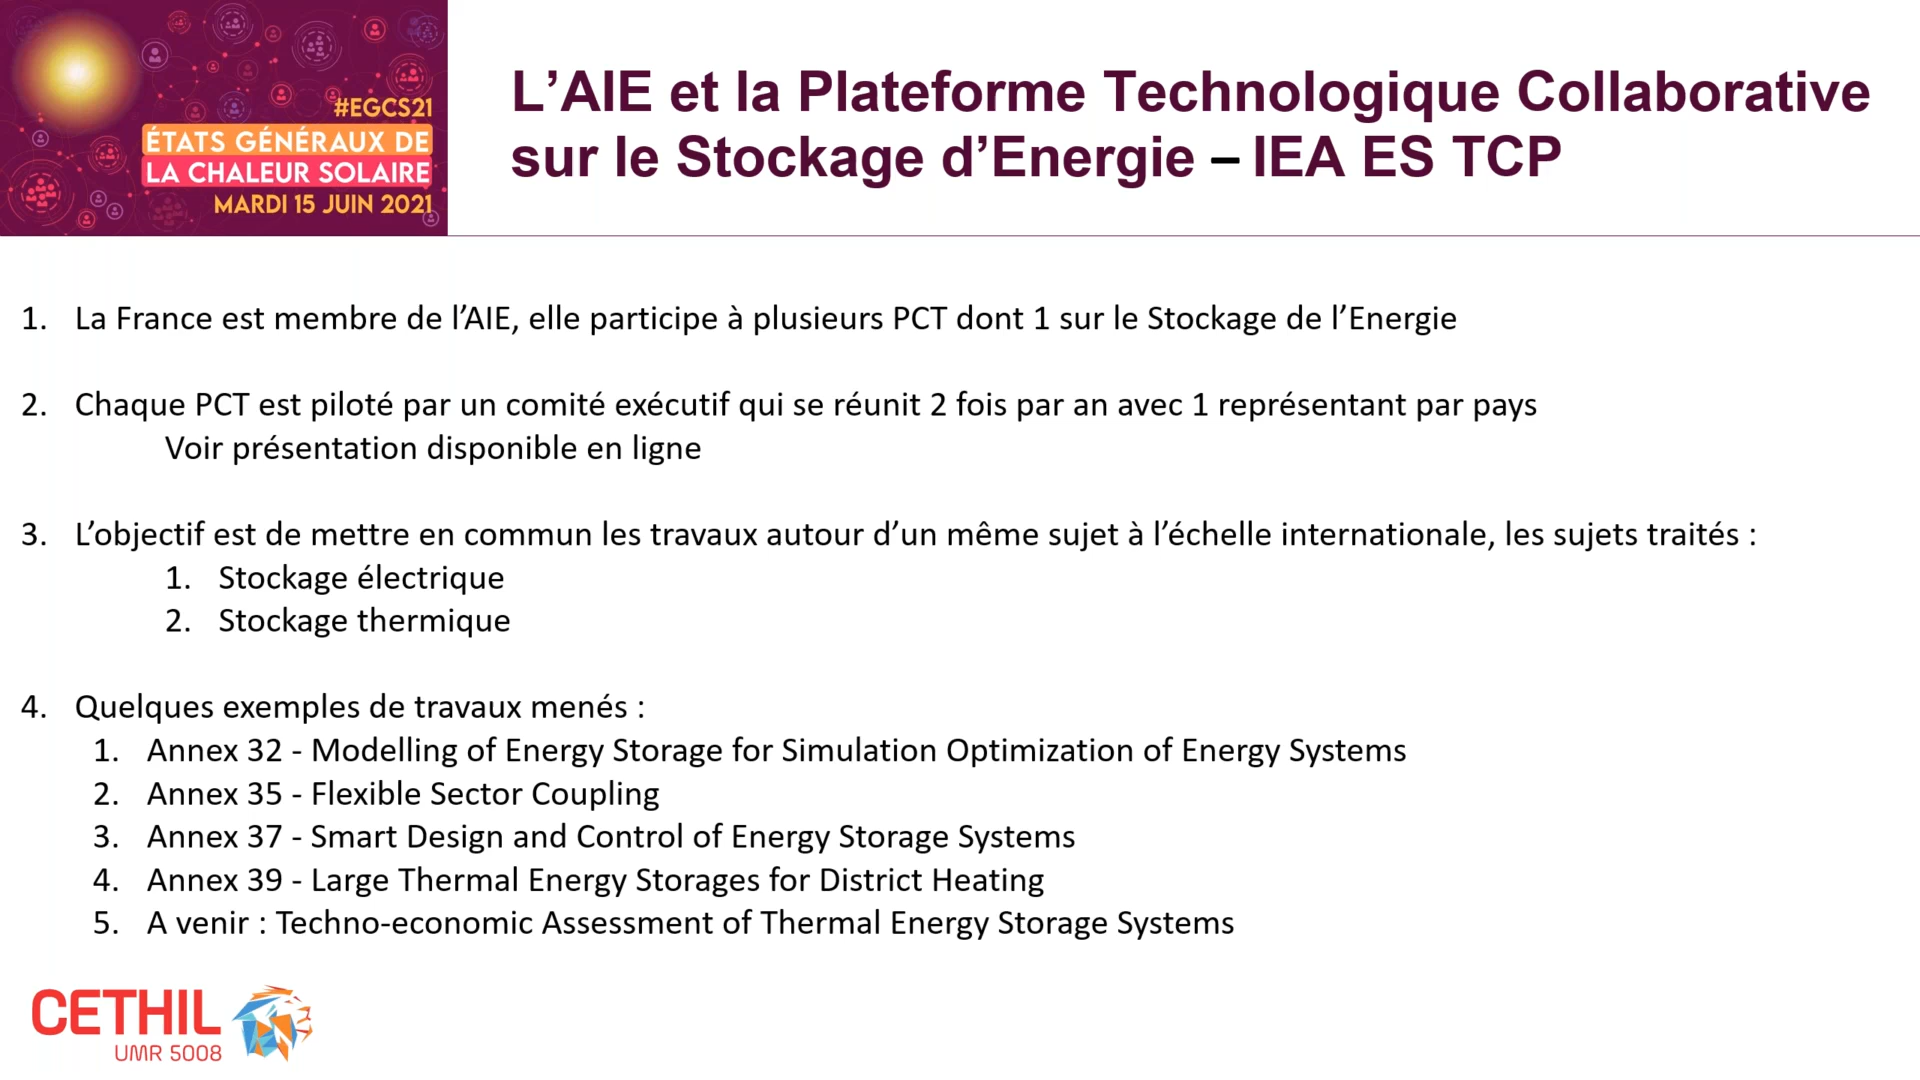 #EGCS21
ÉTATS GÉNÉRAUX DE
LA CHALEUR SOLAIRE
MARDI 15 JUIN 2021
L’AIE et la Plateforme Technologique Collaborative
sur le Stockage d’Energie – IEA ES TCP
1. La France est membre de l’AIE, elle participe à plusieurs PCT dont 1 sur le Stockage de l’Energie
2. Chaque PCT est piloté par un comité exécutif qui se réunit 2 fois par an avec 1 représentant par pays
Voir présentation disponible en ligne
3. L’objectif est de mettre en commun les travaux autour d’un même sujet à l’échelle internationale, les sujets traités :
1. Stockage électrique
2. Stockage thermique
4. Quelques exemples de travaux menés :
1. Annex 32 - Modelling of Energy Storage for Simulation Optimization of Energy Systems
2. Annex 35 - Flexible Sector Coupling
3. Annex 37 - Smart Design and Control of Energy Storage Systems
4. Annex 39 - Large Thermal Energy Storages for District Heating
5. A venir : Techno-economic Assessment of Thermal Energy Storage Systems
CETHIL
UMR 5008